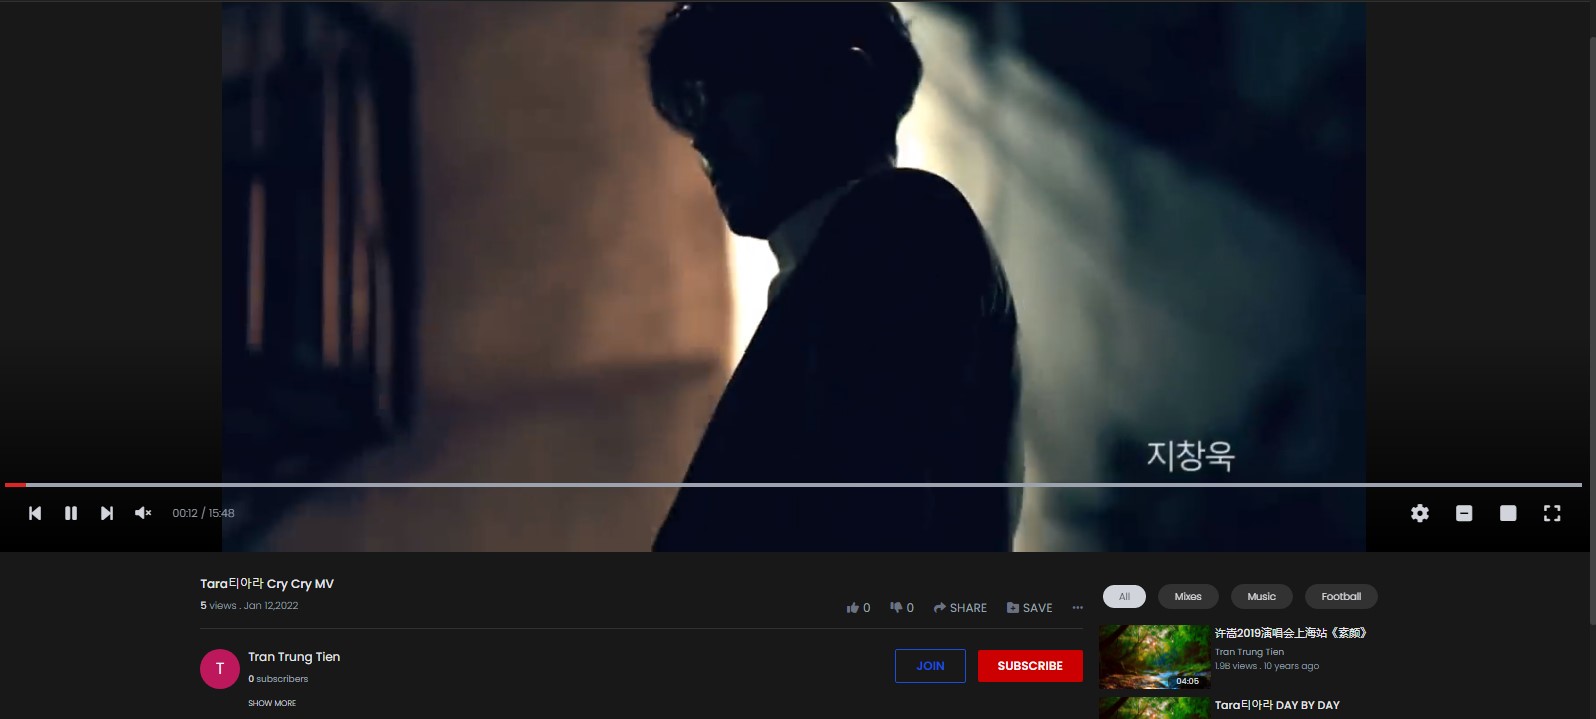 지창욱
00:12 / 15:48
Tara티아라 Cry Cry MV
5 views . Jan 12,2022
0
0
SHARE
SAVE
T
Tran Trung Tien
0 subscribers
SHOW MORE
JOIN
SUBSCRIBE
All
Mixes
Music
Football
许嵩2019演唱会上海站《素颜》
Tran Trung Tien
1.9B views . 10 years ago
04:05
Tara티아라 DAY BY DAY